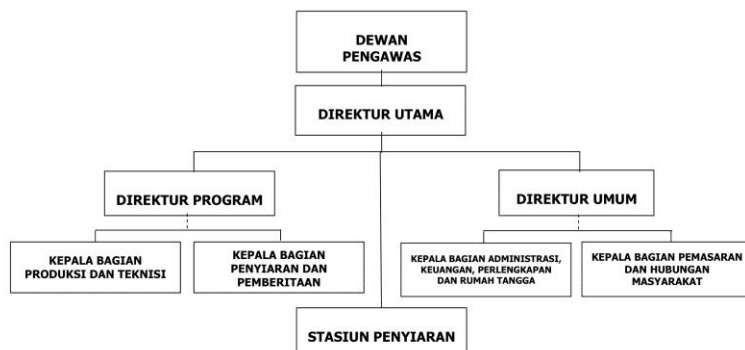 DEWAN
PENGAWAS
DIREKTUR UTAMA
DIREKTUR PROGRAM
DIREKTUR UMUM
KEPALA BAGIAN
PRODUKSI DAN TEKNISI
KEPALA BAGIAN
PENYIARAN DAN
PEMBERITAAN
KEPALA BAGIAN ADMINISTRASI,
KEUANGAN, PERLENGKAPAN
DAN RUMAH TANGGA
KEPALA BAGIAN PEMASARAN
DAN HUBUNGAN
MASYARAKAT
STASIUN PENYIARAN